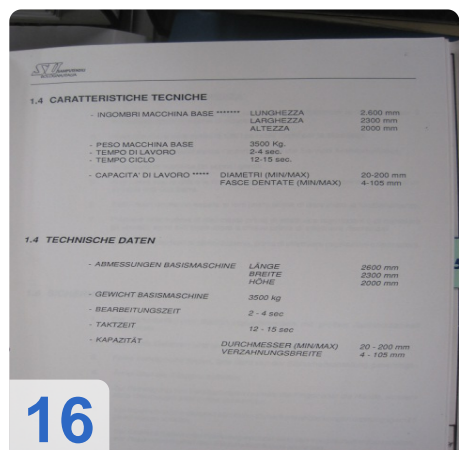 1.4 CARATTERISTICHE TECNICHE
- INGOMBRI MACCHINA BASE ******* LUNGHEZZA 2.600 mm
LARGHEZZA 2300 mm
ALTEZZA 2000 mm
- PESO MACCHINA BASE 3500 Kg.
- TEMPO DI LAVORO 2-4 sec.
- TEMPO CICLO 12-15 sec.
- CAPACITA' DI LAVORO ***** DIAMETRI (MIN/MAX) 20-200 mm
FASCE DENTATE (MIN/MAX) 4-105 mm
1.4 TECHNISCHE DATEN
- ABMESSUNGEN BASISMASCHINE LÄNGE 2600 mm
BREITE 2300 mm
HÖHE 2000 mm
- GEWICHT BASISMASCHINE 3500 kg
- BEARBEITUNGSZEIT 2 - 4 sec
- TAKTZEIT 12 - 15 sec
- KAPAZITÄT DURCHMESSER (MIN/MAX) 20 - 200 mm
VERZAHNUNGSBREITE 4 - 105 mm
16